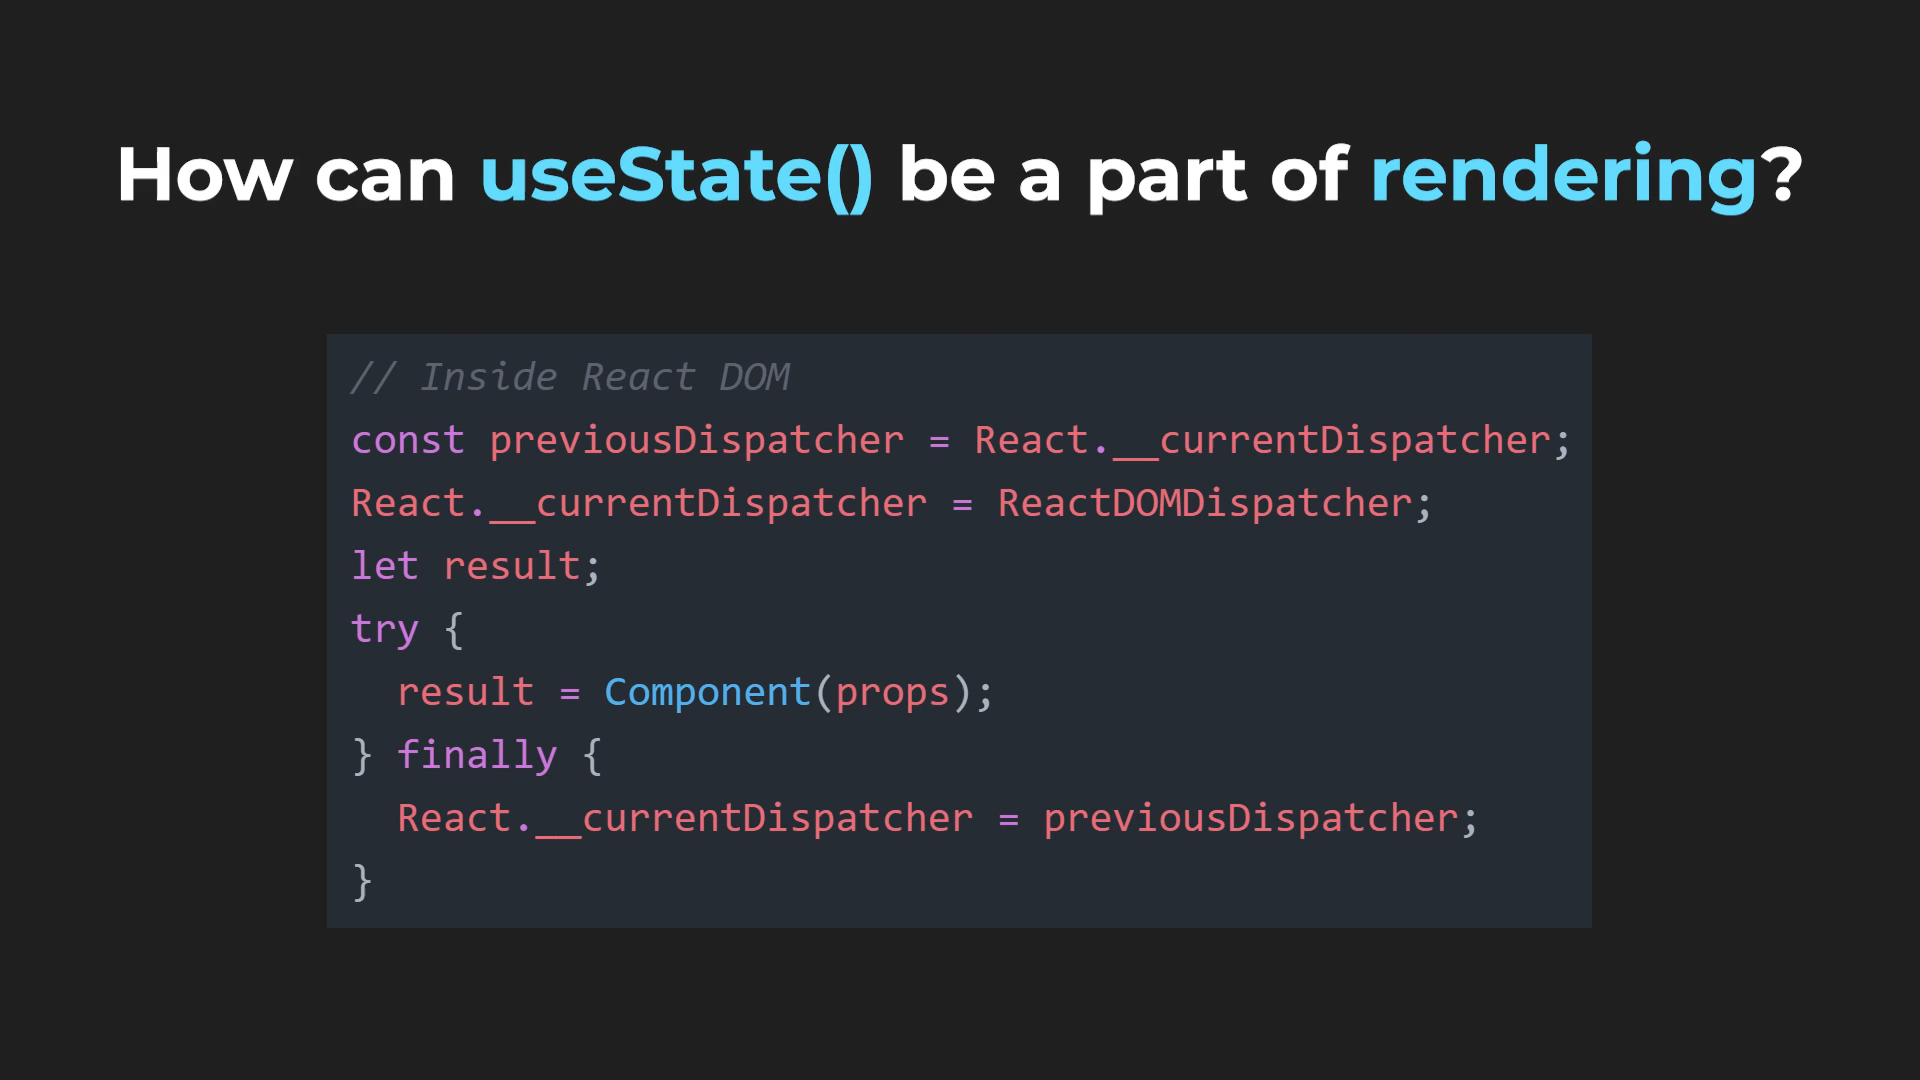 How can useState() be a part of rendering?
// Inside React DOM
const previousDispatcher = React.__currentDispatcher;
React.__currentDispatcher = ReactDOMDispatcher;
let result;
try {
  result = Component(props);
} finally {
  React.__currentDispatcher = previousDispatcher;
}